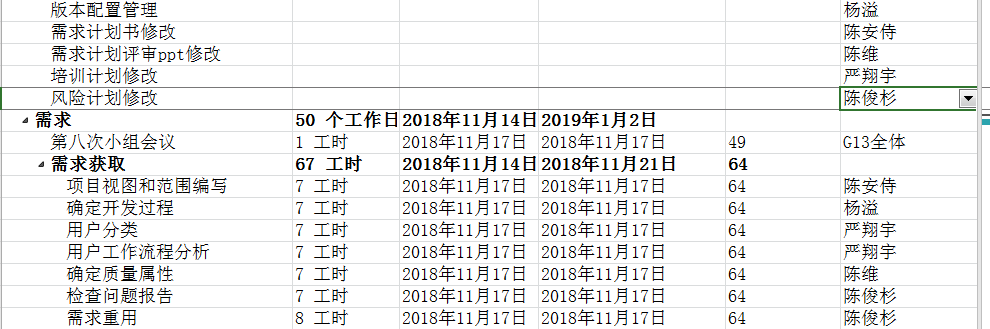 版本配置管理 杨溢
需求计划书修改 陈安侍
需求计划评审ppt修改 陈维
培训计划修改 严翔宇
风险计划修改 陈俊杉
需求 50 个工作日 2018年11月14日 2019年1月2日
第八次小组会议 1 工时 2018年11月17日 2018年11月17日 49 G13全体
需求获取 67 工时 2018年11月14日 2018年11月21日 64
项目视图和范围编写 7 工时 2018年11月17日 2018年11月17日 64 陈安侍
确定开发过程 7 工时 2018年11月17日 2018年11月17日 64 杨溢
用户分类 7 工时 2018年11月17日 2018年11月17日 64 严翔宇
用户工作流程分析 7 工时 2018年11月17日 2018年11月17日 64 严翔宇
确定质量属性 7 工时 2018年11月17日 2018年11月17日 64 陈维
检查问题报告 7 工时 2018年11月17日 2018年11月17日 64 陈俊杉
需求重用 8 工时 2018年11月17日 2018年11月17日 64 陈俊杉